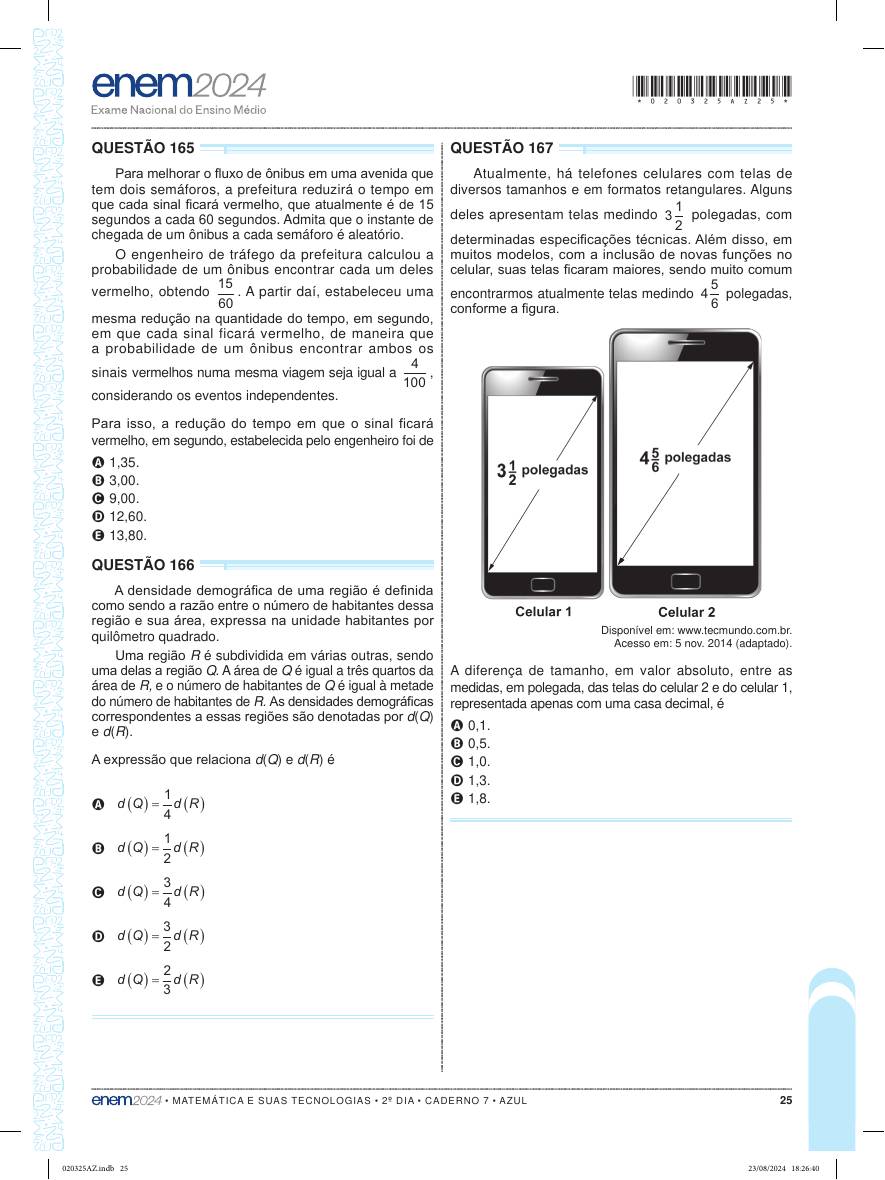 enem2024
Exame Nacional do Ensino Médio
*020325AZ25*
QUESTÃO 165
Para melhorar o fluxo de ônibus em uma avenida que
tem dois semáforos, a prefeitura reduzirá o tempo em
que cada sinal ficará vermelho, que atualmente é de 15
segundos a cada 60 segundos. Admita que o instante de
chegada de um ônibus a cada semáforo é aleatório.
O engenheiro de tráfego da prefeitura calculou a
probabilidade de um ônibus encontrar cada um deles
vermelho, obtendo 15/60. A partir daí, estabeleceu uma
mesma redução na quantidade do tempo, em segundo,
em que cada sinal ficará vermelho, de maneira que
a probabilidade de um ônibus encontrar ambos os
sinais vermelhos numa mesma viagem seja igual a 4/100,
considerando os eventos independentes.
Para isso, a redução do tempo em que o sinal ficará
vermelho, em segundo, estabelecida pelo engenheiro foi de
A 1,35.
B 3,00.
C 9,00.
D 12,60.
E 13,80.
QUESTÃO 166
A densidade demográfica de uma região é definida
como sendo a razão entre o número de habitantes dessa
região e sua área, expressa na unidade habitantes por
quilômetro quadrado.
Uma região R é subdividida em várias outras, sendo
uma delas a região Q. A área de Q é igual a três quartos da
área de R, e o número de habitantes de Q é igual à metade
do número de habitantes de R. As densidades demográficas
correspondentes a essas regiões são denotadas por d(Q)
e d(R).
A expressão que relaciona d(Q) e d(R) é
A d(Q) = 1/4 d(R)
B d(Q) = 1/2 d(R)
C d(Q) = 3/4 d(R)
D d(Q) = 3/2 d(R)
E d(Q) = 2/3 d(R)
QUESTÃO 167
Atualmente, há telefones celulares com telas de
diversos tamanhos e em formatos retangulares. Alguns
deles apresentam telas medindo 3 1/2 polegadas, com
determinadas especificações técnicas. Além disso, em
muitos modelos, com a inclusão de novas funções no
celular, suas telas ficaram maiores, sendo muito comum
encontrarmos atualmente telas medindo 4 5/6 polegadas,
conforme a figura.
3 1/2 polegadas
4 5/6 polegadas
Celular 1
Celular 2
Disponível em: www.tecmundo.com.br.
Acesso em: 5 nov. 2014 (adaptado).
A diferença de tamanho, em valor absoluto, entre as
medidas, em polegada, das telas do celular 2 e do celular 1,
representada apenas com uma casa decimal, é
A 0,1.
B 0,5.
C 1,0.
D 1,3.
E 1,8.
enem2024 • MATEMÁTICA E SUAS TECNOLOGIAS • 2º DIA • CADERNO 7 • AZUL
25
020325AZ.indb 25
23/08/2024 18:26:40